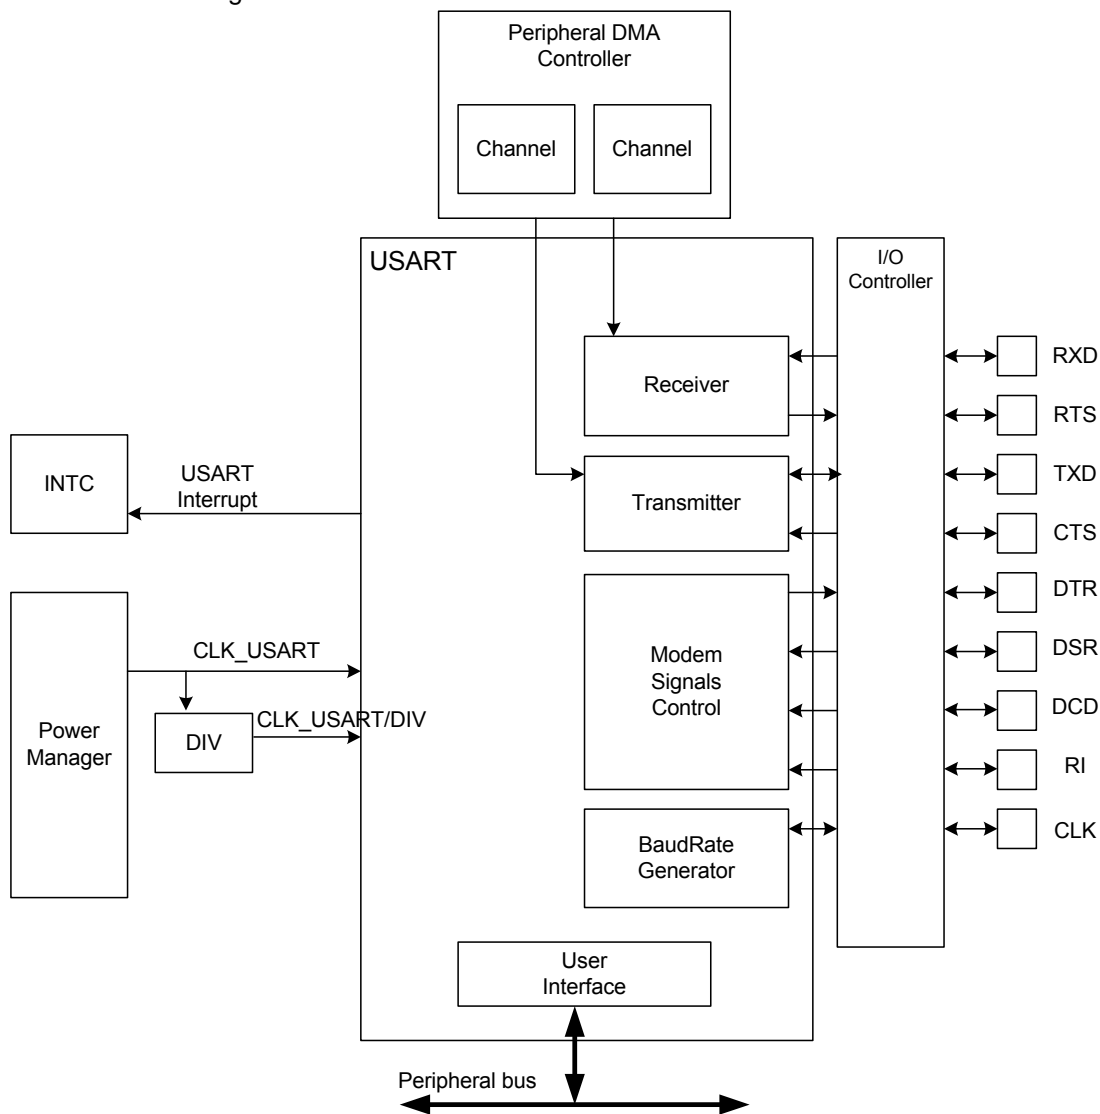 Peripheral DMA
Controller
Channel
Channel
USART
I/O
Controller
Receiver
RXD
RTS
INTC
USART
Interrupt
Transmitter
TXD
CTS
DTR
CLK_USART
Modem
Signals
Control
DSR
Power
Manager
DIV
CLK_USART/DIV
DCD
RI
BaudRate
Generator
CLK
User
Interface
Peripheral bus